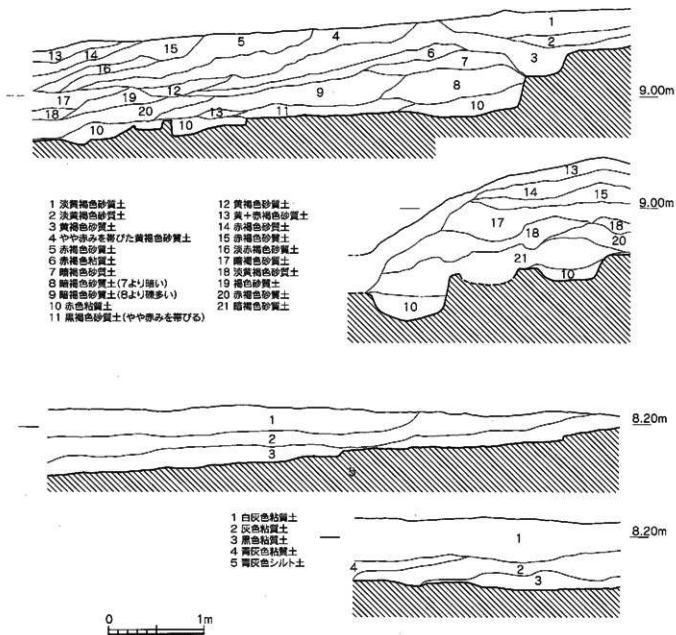 1
2
3
4
5
6
7
8
9
10
11
12
13
14
15
16
17
18
19
20
10
10
13
9.00m
13
14
15
17
18
18
20
21
10
10
9.00m
1 淡黄褐色砂質土
2 淡黄褐色砂質土
3 黄褐色砂質土
4 やや赤みを帯びた黄褐色砂質土
5 赤褐色砂質土
6 赤褐色粘質土
7 暗褐色砂質土
8 暗褐色砂質土(7より暗い)
9 暗褐色砂質土(8より礫多い)
10 赤色粘質土
11 黒褐色砂質土(やや赤みを帯びる)
12 黄褐色砂質土
13 黄+赤褐色砂質土
14 赤褐色砂質土
15 赤褐色砂質土
16 淡赤褐色砂質土
17 暗褐色砂質土
18 淡黄褐色砂質土
19 褐色砂質土
20 赤褐色砂質土
21 暗褐色砂質土
1
2
3
5
8.20m
1 白灰色粘質土
2 灰色粘質土
3 黒色粘質土
4 青灰色粘質土
5 青灰色シルト土
1
2
3
4
8.20m
0 1m